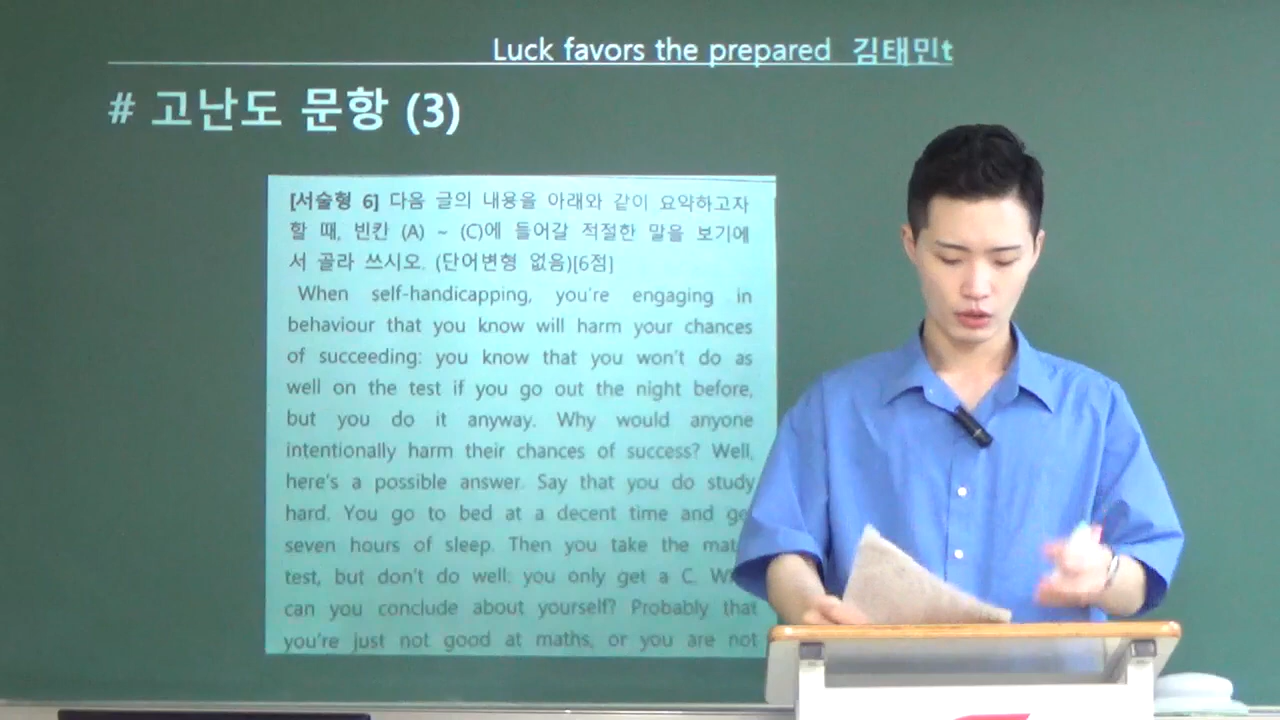 Luck favors the prepared 김태민t
# 고난도 문항 (3)
[서술형 6] 다음 글의 내용을 아래와 같이 요약하고자
할 때, 빈칸 (A) ~ (C)에 들어갈 적절한 말을 보기에
서 골라 쓰시오. (단어변형 없음)[6점]
When self-handicapping, you're engaging in
behaviour that you know will harm your chances
of succeeding: you know that you won't do as
well on the test if you go out the night before,
but you do it anyway. Why would anyone
intentionally harm their chances of success? Well,
here's a possible answer. Say that you do study
hard. You go to bed at a decent time and
seven hours of sleep. Then you take the
test, but don't do well: you only get a C.
can you conclude about yourself? Probably that
you're just not good at maths, or you are not